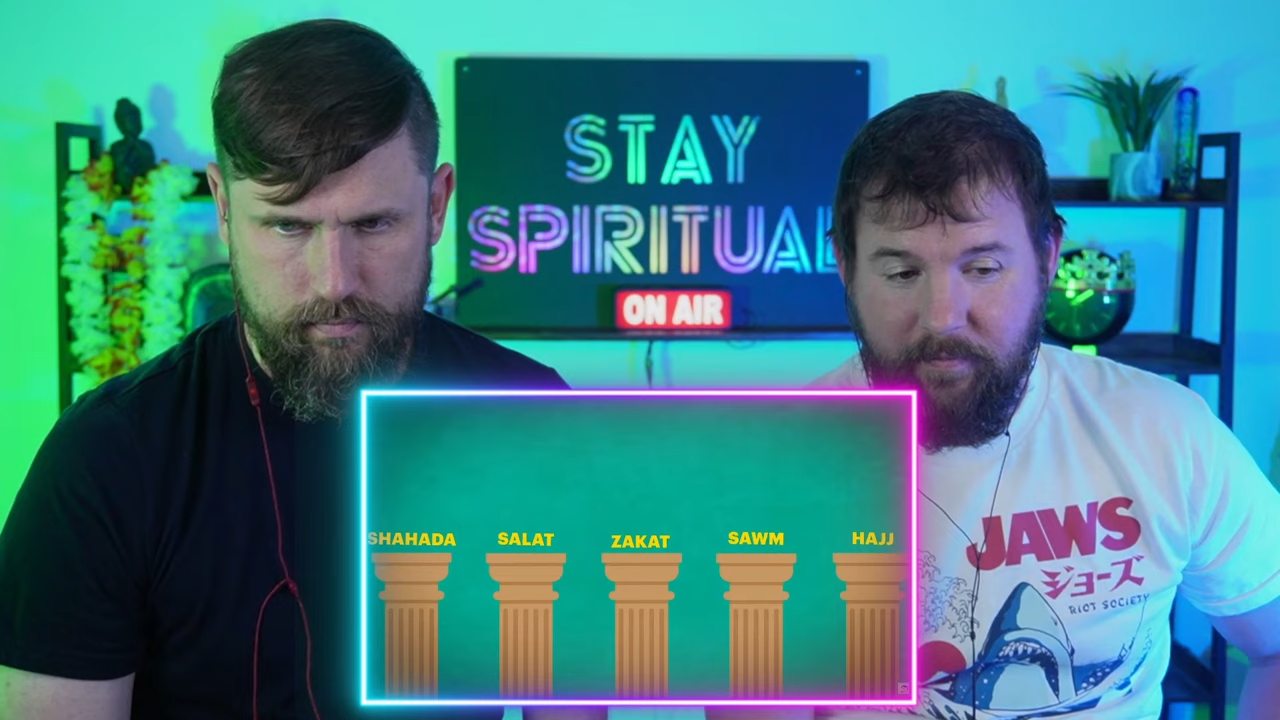 STAY
SPIRITUAL
ON AIR
SHAHADA
SALAT
ZAKAT
SAWM
HAJJ
JAWS
ジョーズ
RIOT SOCIETY